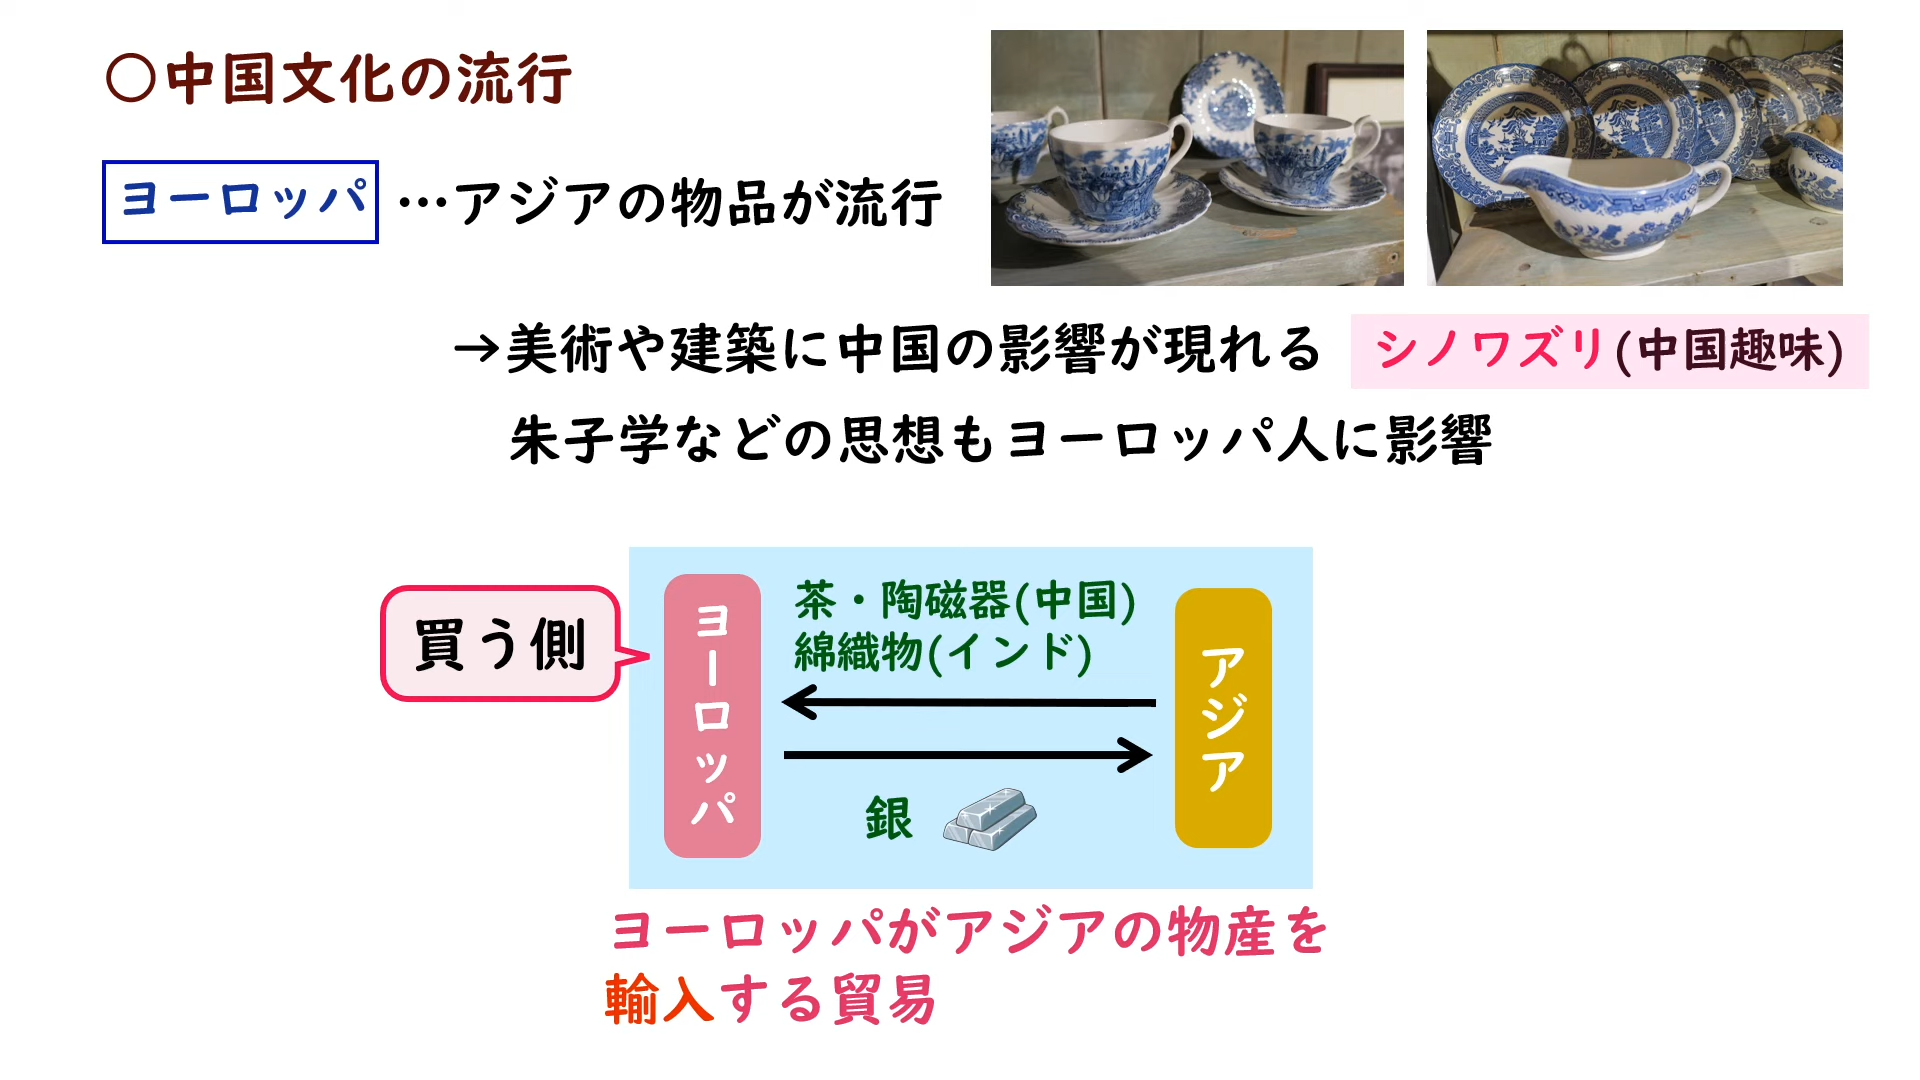 ○中国文化の流行
ヨーロッパ …アジアの物品が流行
→美術や建築に中国の影響が現れる シノワズリ(中国趣味)
朱子学などの思想もヨーロッパ人に影響
買う側
ヨーロッパ
茶・陶磁器(中国)
綿織物(インド)
アジア
銀
ヨーロッパがアジアの物産を
輸入する貿易